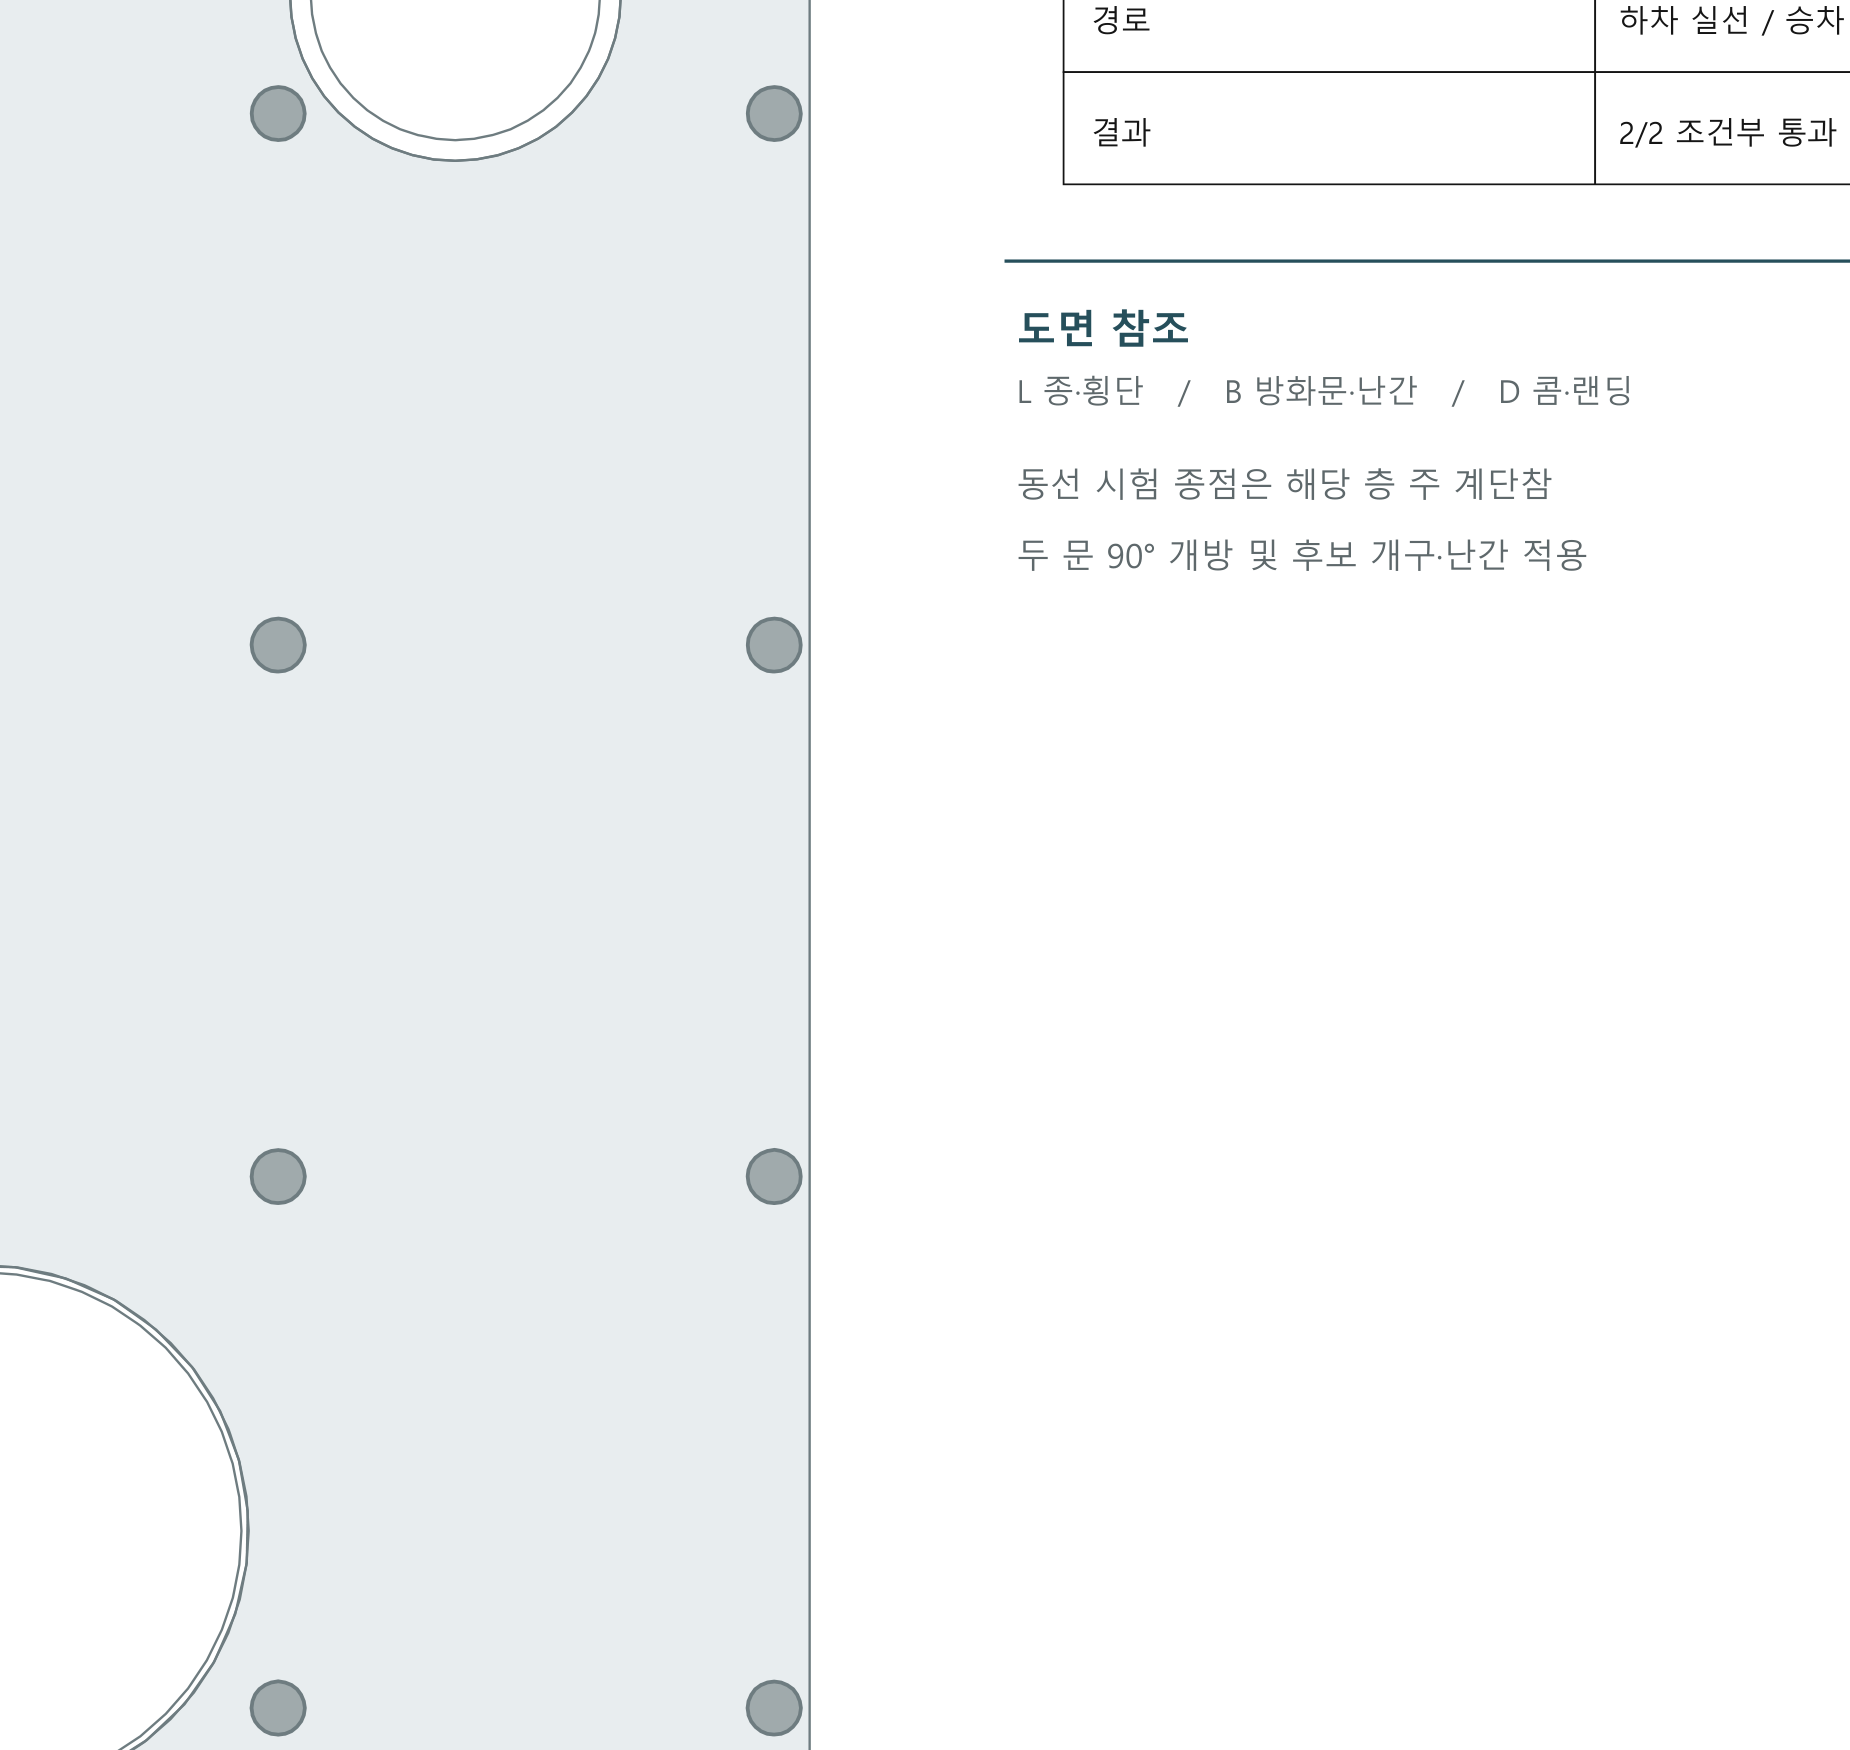 경로 하차 실선 / 승차
결과 2/2 조건부 통과
도면 참조
L 종·횡단 / B 방화문·난간 / D 콤·랜딩
동선 시험 종점은 해당 층 주 계단참
두 문 90° 개방 및 후보 개구·난간 적용